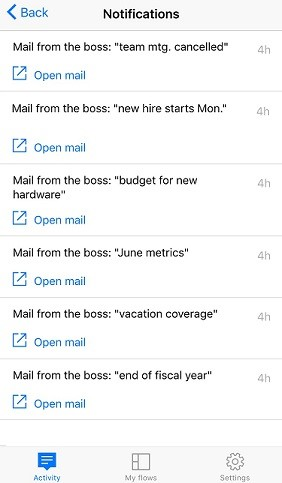 Back
Notifications
Mail from the boss: "team mtg. cancelled"
4h
Open mail
Mail from the boss: "new hire starts Mon."
4h
Open mail
Mail from the boss: "budget for new
hardware"
4h
Open mail
Mail from the boss: "June metrics"
4h
Open mail
Mail from the boss: "vacation coverage"
4h
Open mail
Mail from the boss: "end of fiscal year"
4h
Open mail
Activity
My flows
Settings